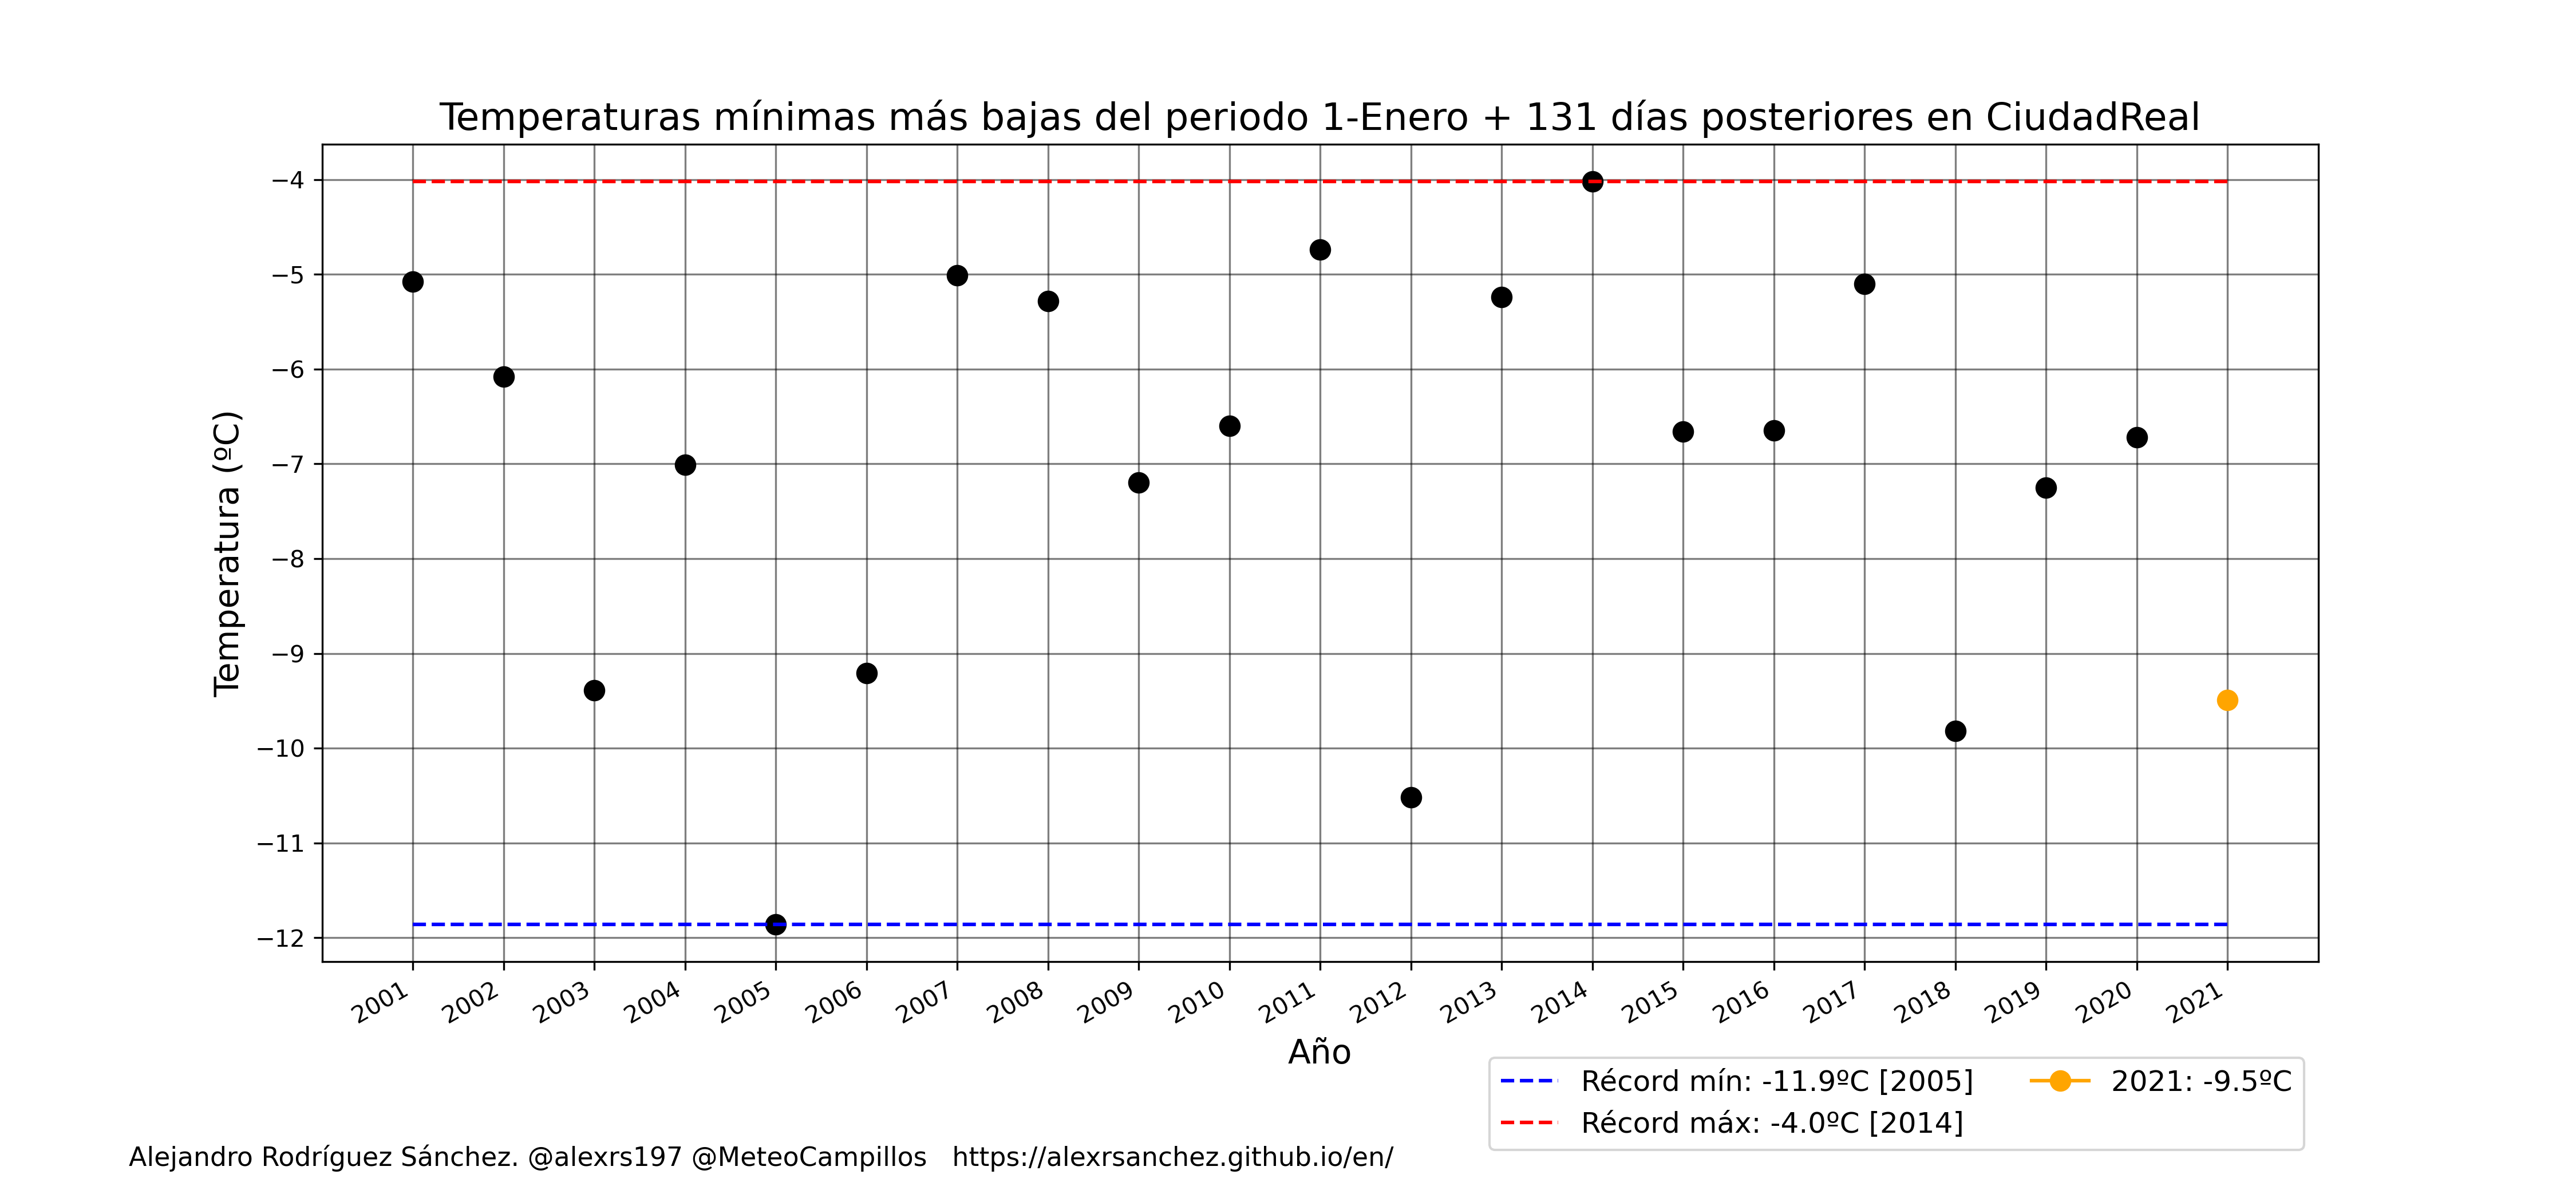 Temperaturas mínimas más bajas del periodo 1-Enero + 131 días posteriores en CiudadReal
Temperatura (ºC)
−4
−5
−6
−7
−8
−9
−10
−11
−12
2001 2002 2003 2004 2005 2006 2007 2008 2009 2010 2011 2012 2013 2014 2015 2016 2017 2018 2019 2020 2021
Año
Récord mín: -11.9ºC [2005]
Récord máx: -4.0ºC [2014]
2021: -9.5ºC
Alejandro Rodríguez Sánchez. @alexrs197 @MeteoCampillos https://alexrsanchez.github.io/en/